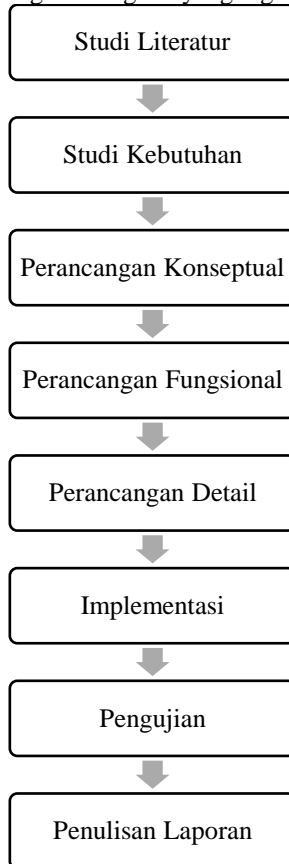 Studi Literatur
Studi Kebutuhan
Perancangan Konseptual
Perancangan Fungsional
Perancangan Detail
Implementasi
Pengujian
Penulisan Laporan